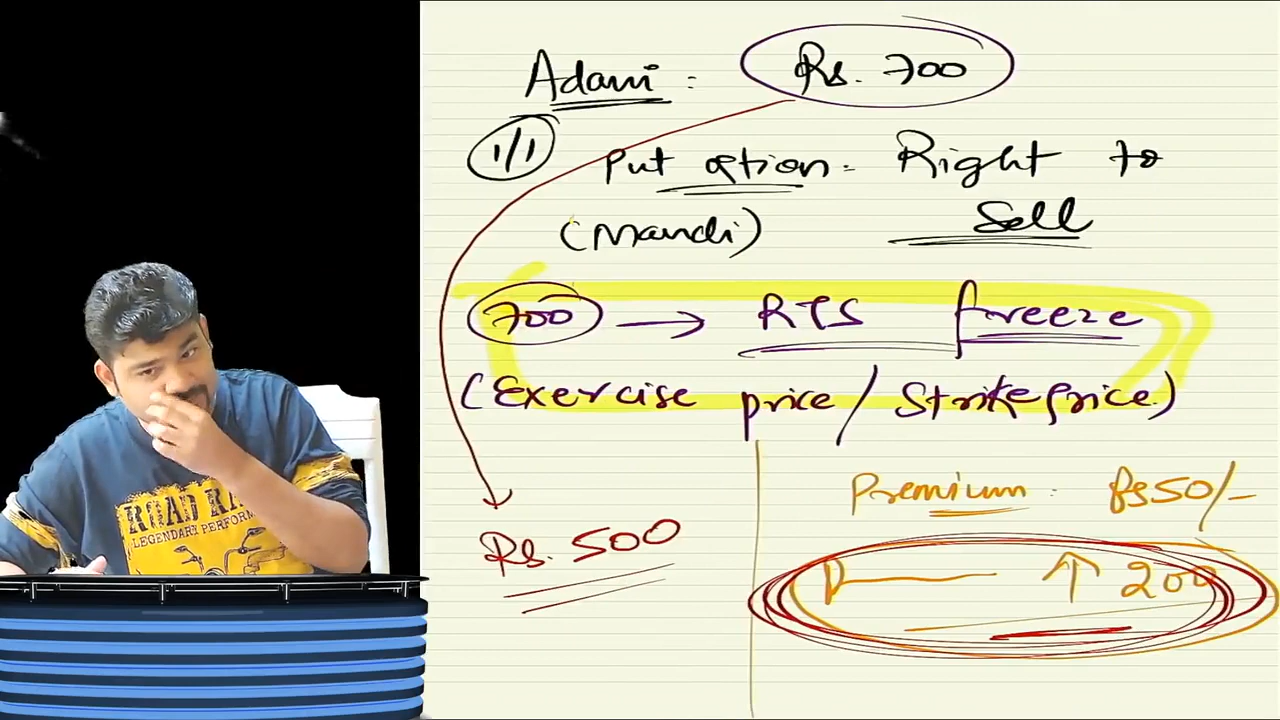 Adani : Rs. 700
1/1 Put option = Right to
(Mandi) Sell
700 → RTS freeze
(Exercise price / Strike price)
Premium : Rs 50/-
Rs. 500
P ↑ 200
ROAD RA
LEGENDARY PERFORM